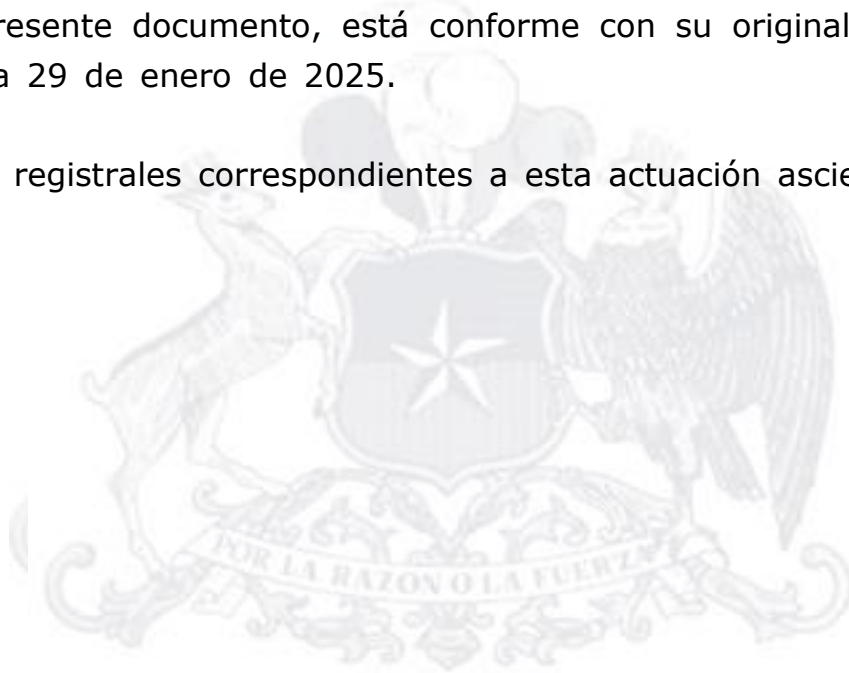 resente documento, está conforme con su original
a 29 de enero de 2025.
registrales correspondientes a esta actuación ascie
POR LA RAZON O LA FUERZA